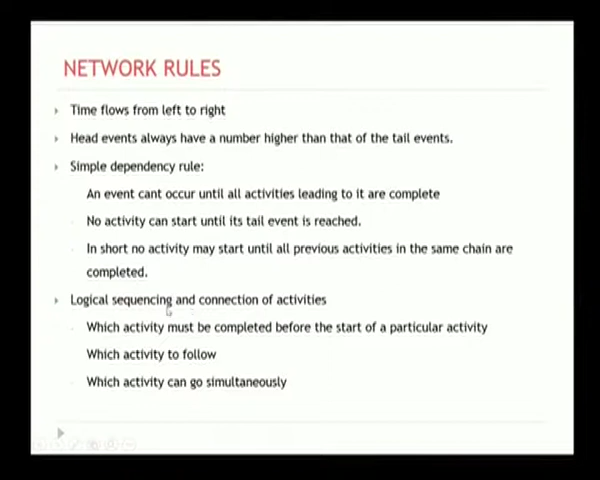 NETWORK RULES
Time flows from left to right
Head events always have a number higher than that of the tail events.
Simple dependency rule:
An event cant occur until all activities leading to it are complete
No activity can start until its tail event is reached.
In short no activity may start until all previous activities in the same chain are
completed.
Logical sequencing and connection of activities
Which activity must be completed before the start of a particular activity
Which activity to follow
Which activity can go simultaneously